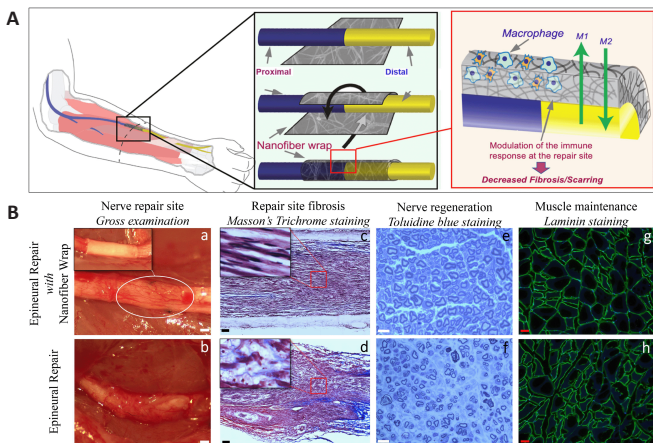 A
Proximal
Distal
Nanofiber wrap
Macrophage
M1
M2
Modulation of the immune
response at the repair site
Decreased Fibrosis/Scarring
B
Nerve repair site
Gross examination
Repair site fibrosis
Masson's Trichrome staining
Nerve regeneration
Toluidine blue staining
Muscle maintenance
Laminin staining
Epineural Repair
with
Nanofiber Wrap
a
c
e
g
Epineural Repair
b
d
f
h